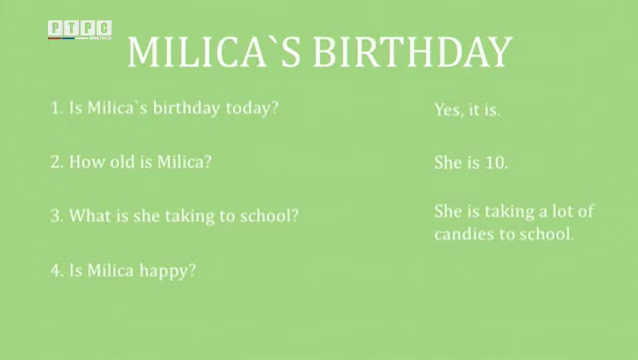 РТРС
MILICA`S BIRTHDAY
1. Is Milica`s birthday today?
Yes, it is.
2. How old is Milica?
She is 10.
3. What is she taking to school?
She is taking a lot of
candies to school.
4. Is Milica happy?